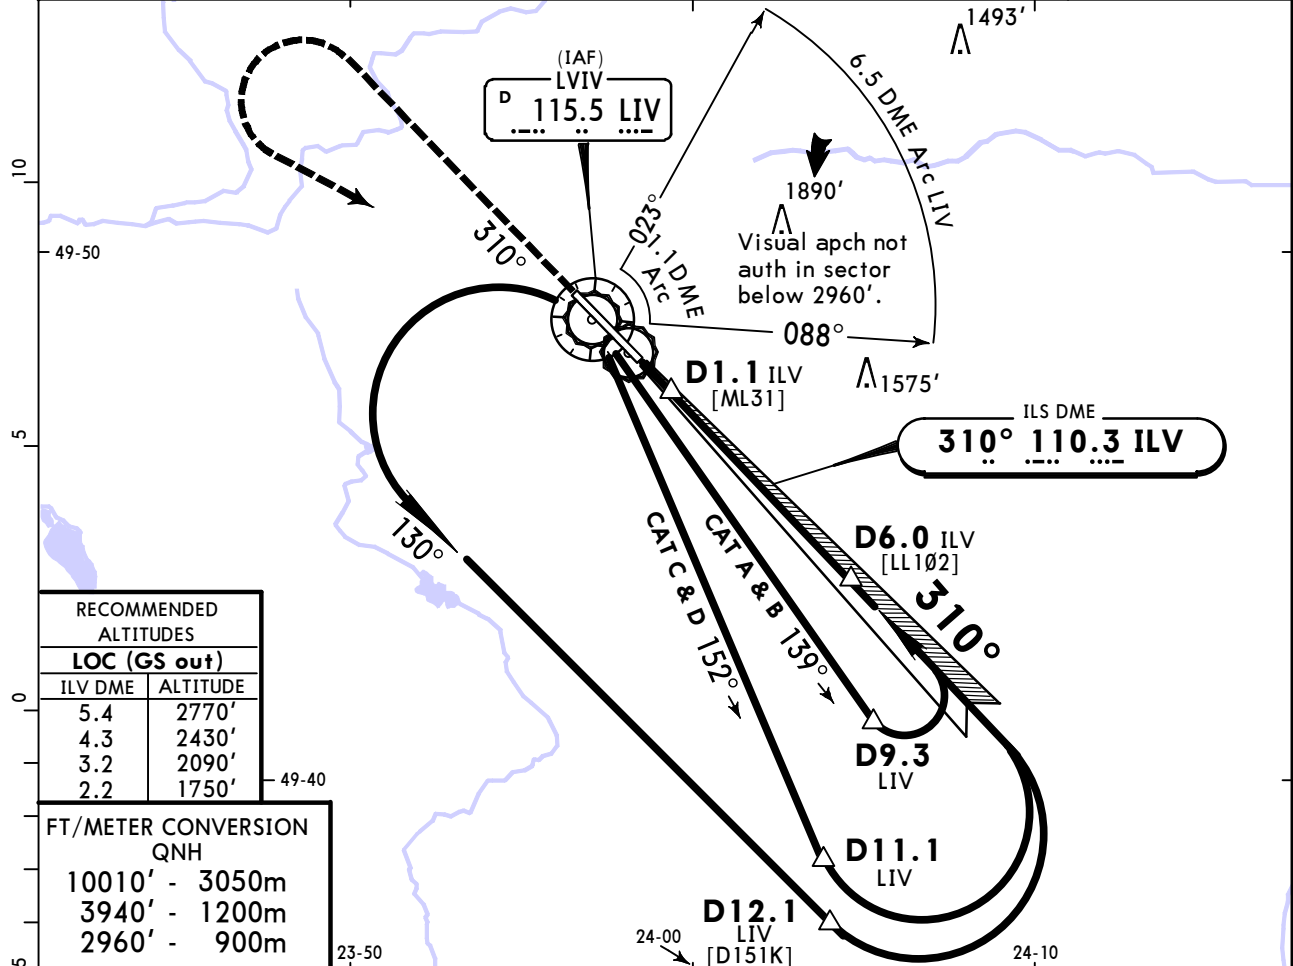 1493'
(IAF)
LVIV
D 115.5 LIV
6.5 DME Arc LIV
10
1890'
023°
1.1 DME
Arc
Visual apch not
auth in sector
below 2960'.
310°
49-50
088°
D1.1 ILV
[ML31]
1575'
ILS DME
310° 110.3 ILV
5
130°
CAT C & D 152°
CAT A & B 139°
D6.0 ILV
[LL1Ø2]
310°
RECOMMENDED
ALTITUDES
LOC (GS out)
ILV DME ALTITUDE
5.4 2770'
4.3 2430'
3.2 2090'
2.2 1750'
0
49-40
D9.3
LIV
FT/METER CONVERSION
QNH
10010' - 3050m
3940' - 1200m
2960' - 900m
D11.1
LIV
D12.1
LIV
[D151K]
5
23-50
24-00
24-10